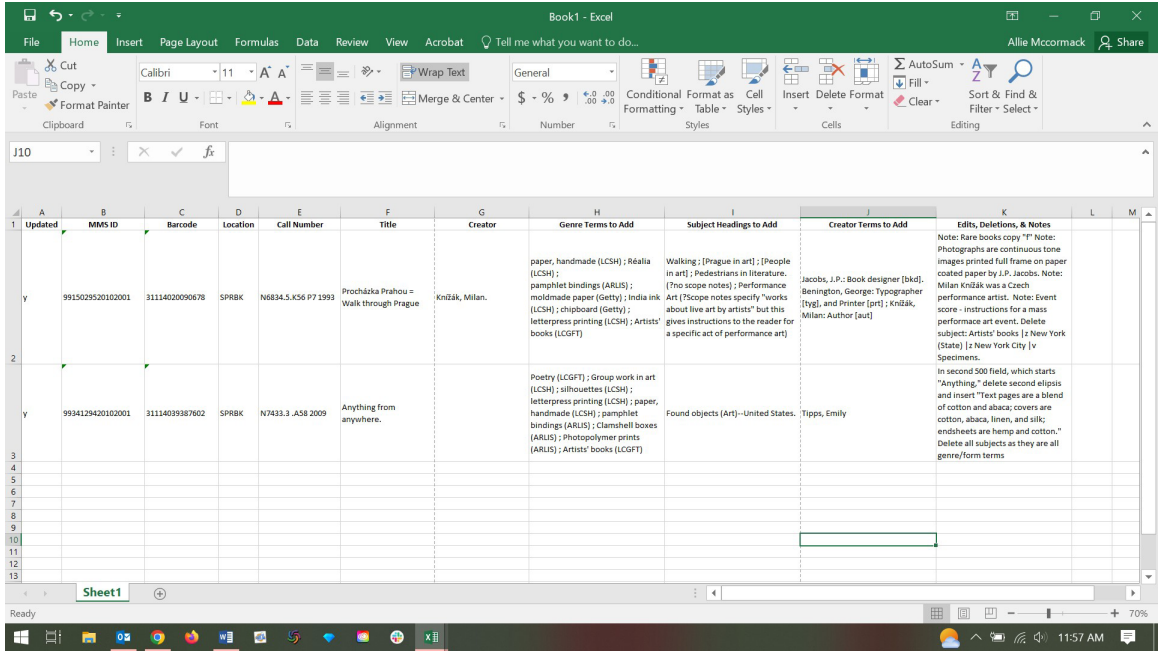 Book1 - Excel
File Home Insert Page Layout Formulas Data Review View Acrobat Tell me what you want to do... Allie Mccormack Share
Paste
Cut
Copy
Format Painter
Clipboard
Calibri 11 A A
B I U A
Font
Wrap Text
Merge & Center
Alignment
General
$ % , .0 .00 .00 .0
Number
Conditional Formatting
Format as Table
Cell Styles
Styles
Insert Delete Format
Cells
AutoSum
Fill
Clear
Sort & Filter
Find & Select
Editing
J10 fx
A B C D E F G H I J K L M
1 Updated MMS ID Barcode Location Call Number Title Creator Genre Terms to Add Subject Headings to Add Creator Terms to Add Edits, Deletions, & Notes
2
y
9915029520102001
31114020090678
SPRBK
N6834.5.K56 P7 1993
Procházka Prahou =
Walk through Prague
Knížák, Milan.
paper, handmade (LCSH) ; Réalia
(LCSH) ;
pamphlet bindings (ARLIS) ;
moldmade paper (Getty) ; India ink
(LCSH) ; chipboard (Getty) ;
letterpress printing (LCSH) ; Artists'
books (LCGFT)
Walking ; [Prague in art] ; [People
in art] ; Pedestrians in literature.
(?no scope notes) ; Performance
Art (?Scope notes specify "works
about live art by artists" but this
gives instructions to the reader for
a specific act of performance art)
Jacobs, J.P.: Book designer [bkd].
Benington, George: Typographer
[tyg], and Printer [prt] ; Knížák,
Milan: Author [aut]
Note: Rare books copy "f" Note:
Photographs are continuous tone
images printed full frame on paper
coated paper by J.P. Jacobs. Note:
Milan Knížák was a Czech
performance artist. Note: Event
score - instructions for a mass
performace art event. Delete
subject: Artists' books |z New York
(State) |z New York City |v
Specimens.
3
y
9934129420102001
31114039387602
SPRBK
N7433.3 .A58 2009
Anything from
anywhere.
Poetry (LCGFT) ; Group work in art
(LCSH) ; silhouettes (LCSH) ;
letterpress printing (LCSH) ; paper,
handmade (LCSH) ; pamphlet
bindings (ARLIS) ; Clamshell boxes
(ARLIS) ; Photopolymer prints
(ARLIS) ; Artists' books (LCGFT)
Found objects (Art)--United States.
Tipps, Emily
In second 500 field, which starts
"Anything," delete second elipsis
and insert "Text pages are a blend
of cotton and abaca; covers are
cotton, abaca, linen, and silk;
endsheets are hemp and cotton."
Delete all subjects as they are all
genre/form terms
4
5
6
7
8
9
10
11
12
13
Sheet1
Ready 70%
11:57 AM